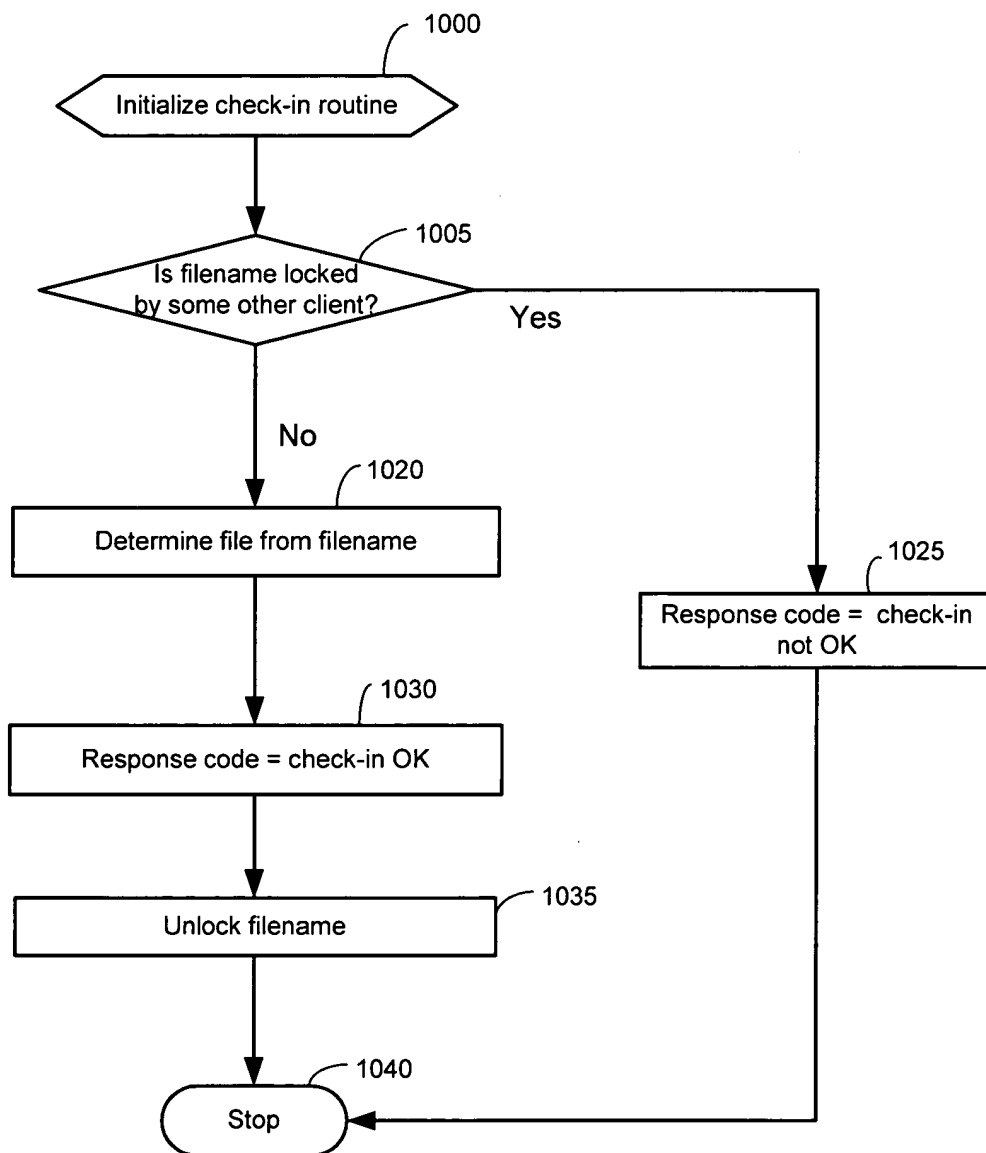 1000
Initialize check-in routine
1005
Is filename locked
by some other client?
Yes
No
1020
Determine file from filename
1025
Response code = check-in
not OK
1030
Response code = check-in OK
1035
Unlock filename
1040
Stop